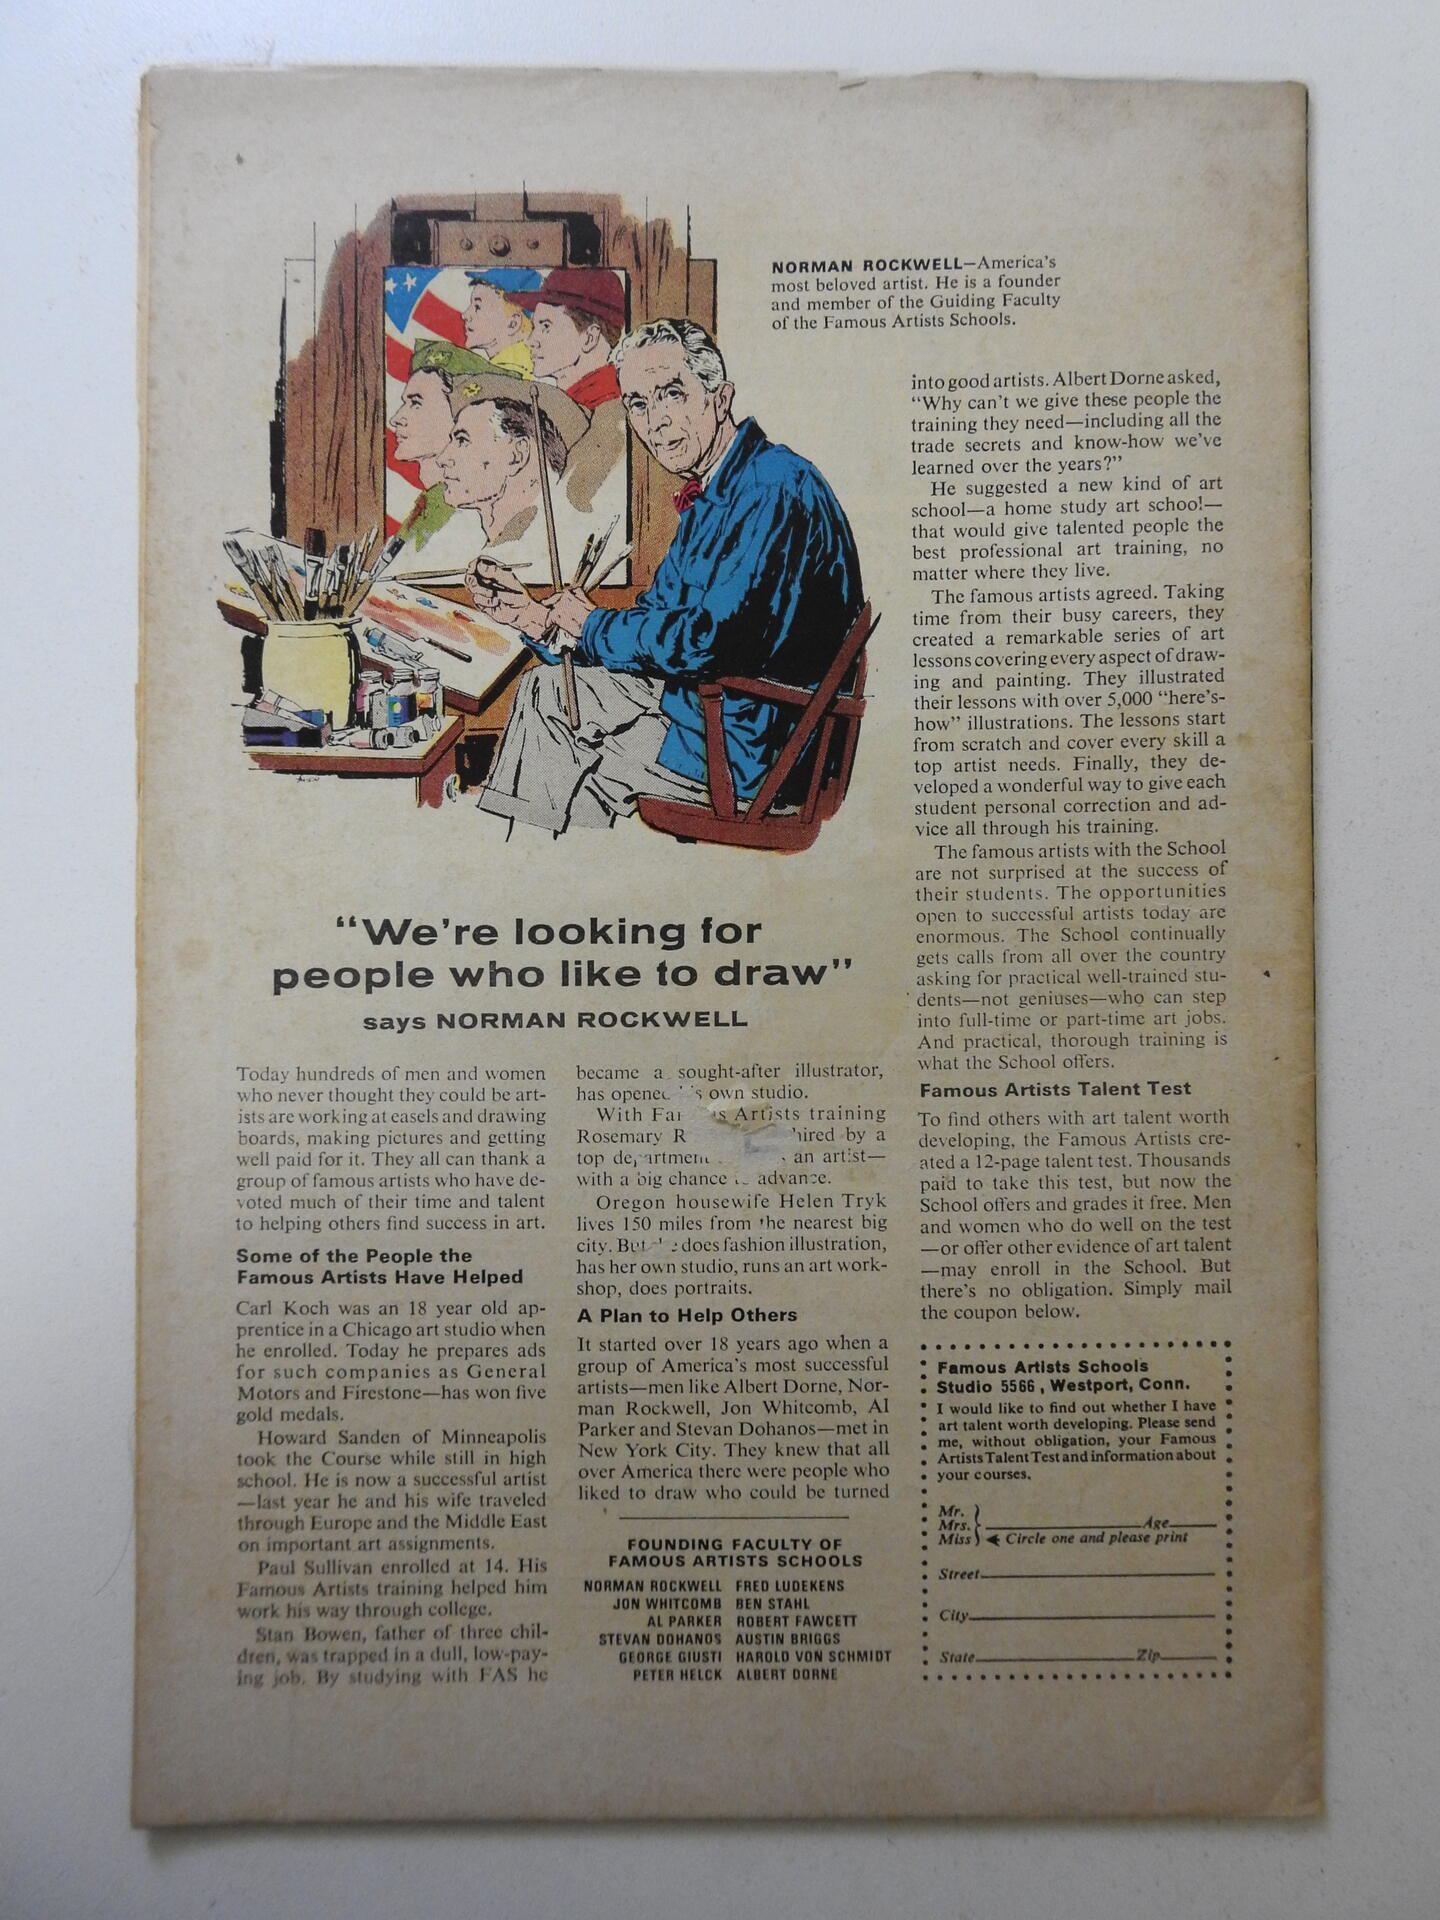 NORMAN ROCKWELL—America's
most beloved artist. He is a founder
and member of the Guiding Faculty
of the Famous Artists Schools.
"We're looking for
people who like to draw"
says NORMAN ROCKWELL
Today hundreds of men and women
who never thought they could be art-
ists are working at easels and drawing
boards, making pictures and getting
well paid for it. They all can thank a
group of famous artists who have de-
voted much of their time and talent
to helping others find success in art.
Some of the People the
Famous Artists Have Helped
Carl Koch was an 18 year old ap-
prentice in a Chicago art studio when
he enrolled. Today he prepares ads
for such companies as General
Motors and Firestone—has won five
gold medals.
Howard Sanden of Minneapolis
took the Course while still in high
school. He is now a successful artist
—last year he and his wife traveled
through Europe and the Middle East
on important art assignments.
Paul Sullivan enrolled at 14. His
Famous Artists training helped him
work his way through college.
Stan Bowen, father of three chil-
dren, was trapped in a dull, low-pay-
ing job. By studying with FAS he
became a sought-after illustrator,
has opened own studio.
With Artists training
Rosemary hired by a
top department an artist—
with a big chance advance.
Oregon housewife Helen Tryk
lives 150 miles from the nearest big
city. But does fashion illustration,
has her own studio, runs an art work-
shop, does portraits.
A Plan to Help Others
It started over 18 years ago when a
group of America's most successful
artists—men like Albert Dorne, Nor-
man Rockwell, Jon Whitcomb, Al
Parker and Stevan Dohanos—met in
New York City. They knew that all
over America there were people who
liked to draw who could be turned
FOUNDING FACULTY OF
FAMOUS ARTISTS SCHOOLS
NORMAN ROCKWELL FRED LUDEKENS
JON WHITCOMB BEN STAHL
AL PARKER ROBERT FAWCETT
STEVAN DOHANOS AUSTIN BRIGGS
GEORGE GIUSTI HAROLD VON SCHMIDT
PETER HELCK ALBERT DORNE
into good artists. Albert Dorne asked,
"Why can't we give these people the
training they need—including all the
trade secrets and know-how we've
learned over the years?"
He suggested a new kind of art
school—a home study art school—
that would give talented people the
best professional art training, no
matter where they live.
The famous artists agreed. Taking
time from their busy careers, they
created a remarkable series of art
lessons covering every aspect of draw-
ing and painting. They illustrated
their lessons with over 5,000 "here's-
how" illustrations. The lessons start
from scratch and cover every skill a
top artist needs. Finally, they de-
veloped a wonderful way to give each
student personal correction and ad-
vice all through his training.
The famous artists with the School
are not surprised at the success of
their students. The opportunities
open to successful artists today are
enormous. The School continually
gets calls from all over the country
asking for practical well-trained stu-
dents—not geniuses—who can step
into full-time or part-time art jobs.
And practical, thorough training is
what the School offers.
Famous Artists Talent Test
To find others with art talent worth
developing, the Famous Artists cre-
ated a 12-page talent test. Thousands
paid to take this test, but now the
School offers and grades it free. Men
and women who do well on the test
—or offer other evidence of art talent
—may enroll in the School. But
there's no obligation. Simply mail
the coupon below.
Famous Artists Schools
Studio 5566, Westport, Conn.
I would like to find out whether I have
art talent worth developing. Please send
me, without obligation, your Famous
Artists Talent Test and information about
your courses.
Mr.
Mrs. Age
Miss Circle one and please print
Street
City
State Zip